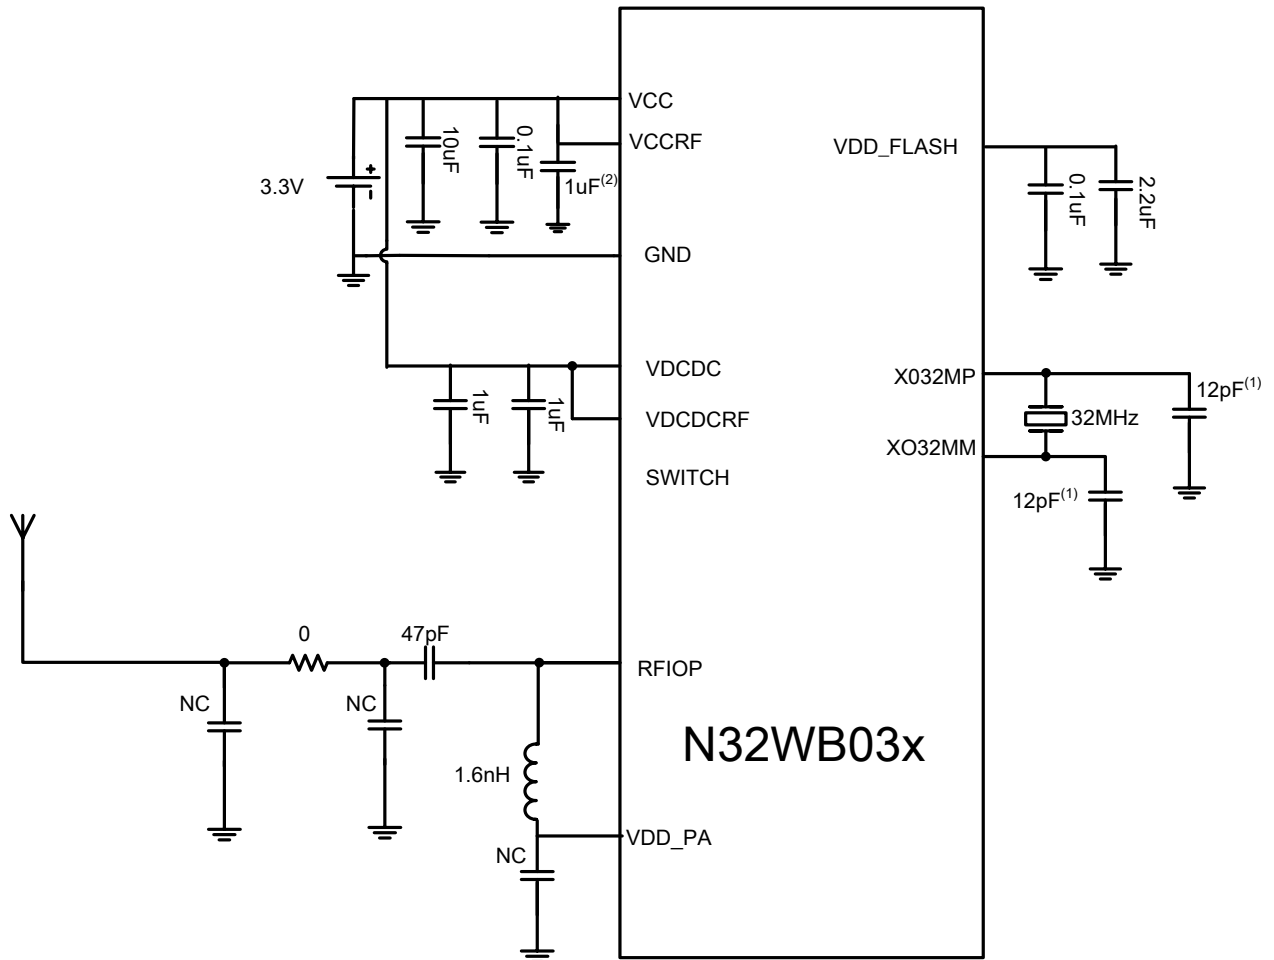 VCC
VCCRF
10uF
0.1uF
1uF(2)
3.3V
+
-
GND
VDD_FLASH
0.1uF
2.2uF
VDCDC
1uF
1uF
VDCDCRF
SWITCH
X032MP
12pF(1)
32MHz
XO32MM
12pF(1)
0
47pF
RFIOP
NC
NC
N32WB03x
1.6nH
VDD_PA
NC